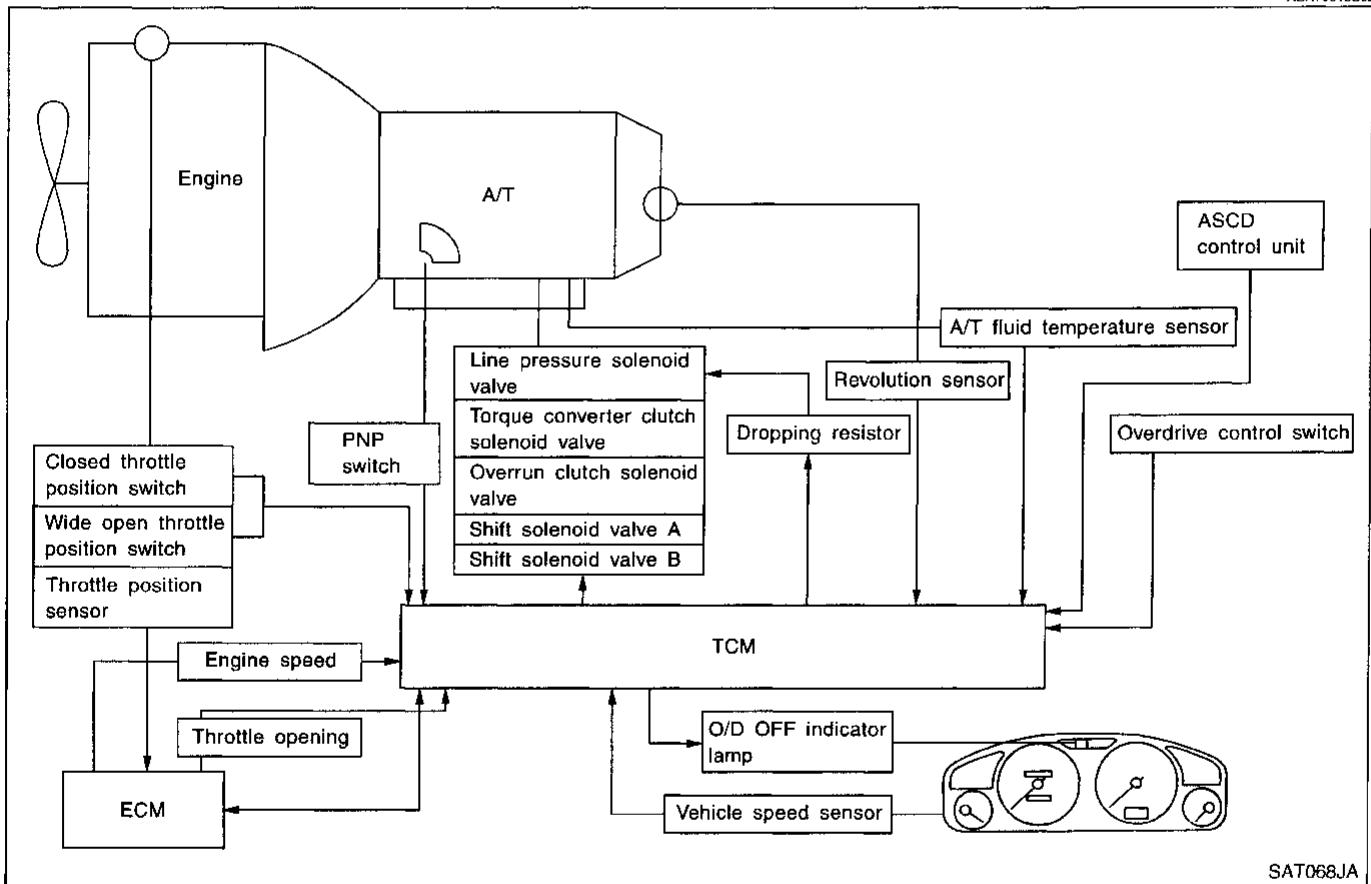 Engine
A/T
ASCD
control unit
A/T fluid temperature sensor
Line pressure solenoid
valve
Revolution sensor
Torque converter clutch
solenoid valve
Dropping resistor
Overdrive control switch
PNP
switch
Closed throttle
position switch
Overrun clutch solenoid
valve
Wide open throttle
position switch
Shift solenoid valve A
Shift solenoid valve B
Throttle position
sensor
TCM
Engine speed
Throttle opening
O/D OFF indicator
lamp
ECM
Vehicle speed sensor
SAT068JA